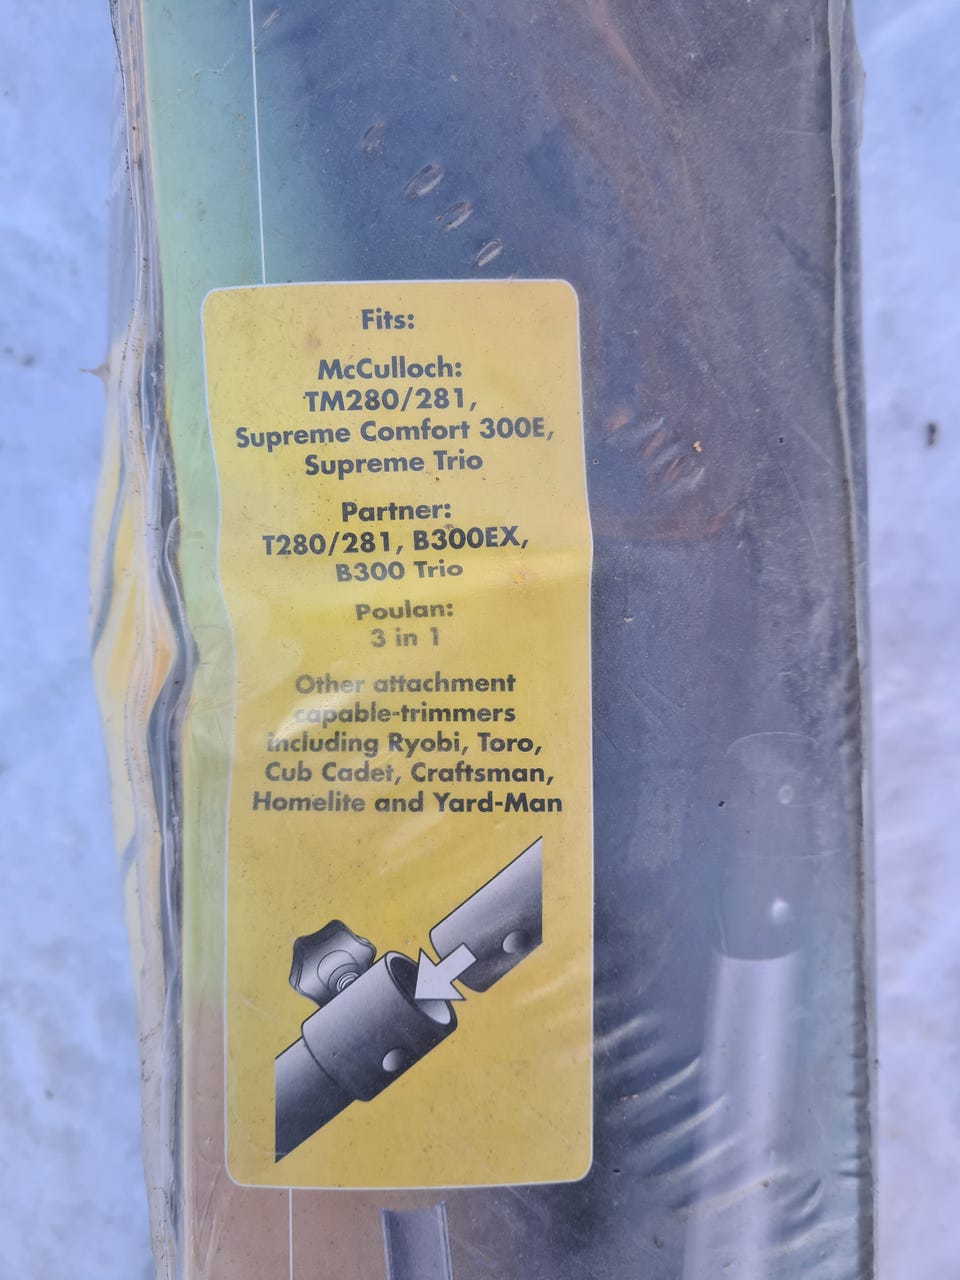 Fits:
McCulloch:
TM280/281,
Supreme Comfort 300E,
Supreme Trio
Partner:
T280/281, B300EX,
B300 Trio
Poulan:
3 in 1
Other attachment
capable-trimmers
including Ryobi, Toro,
Cub Cadet, Craftsman,
Homelite and Yard-Man